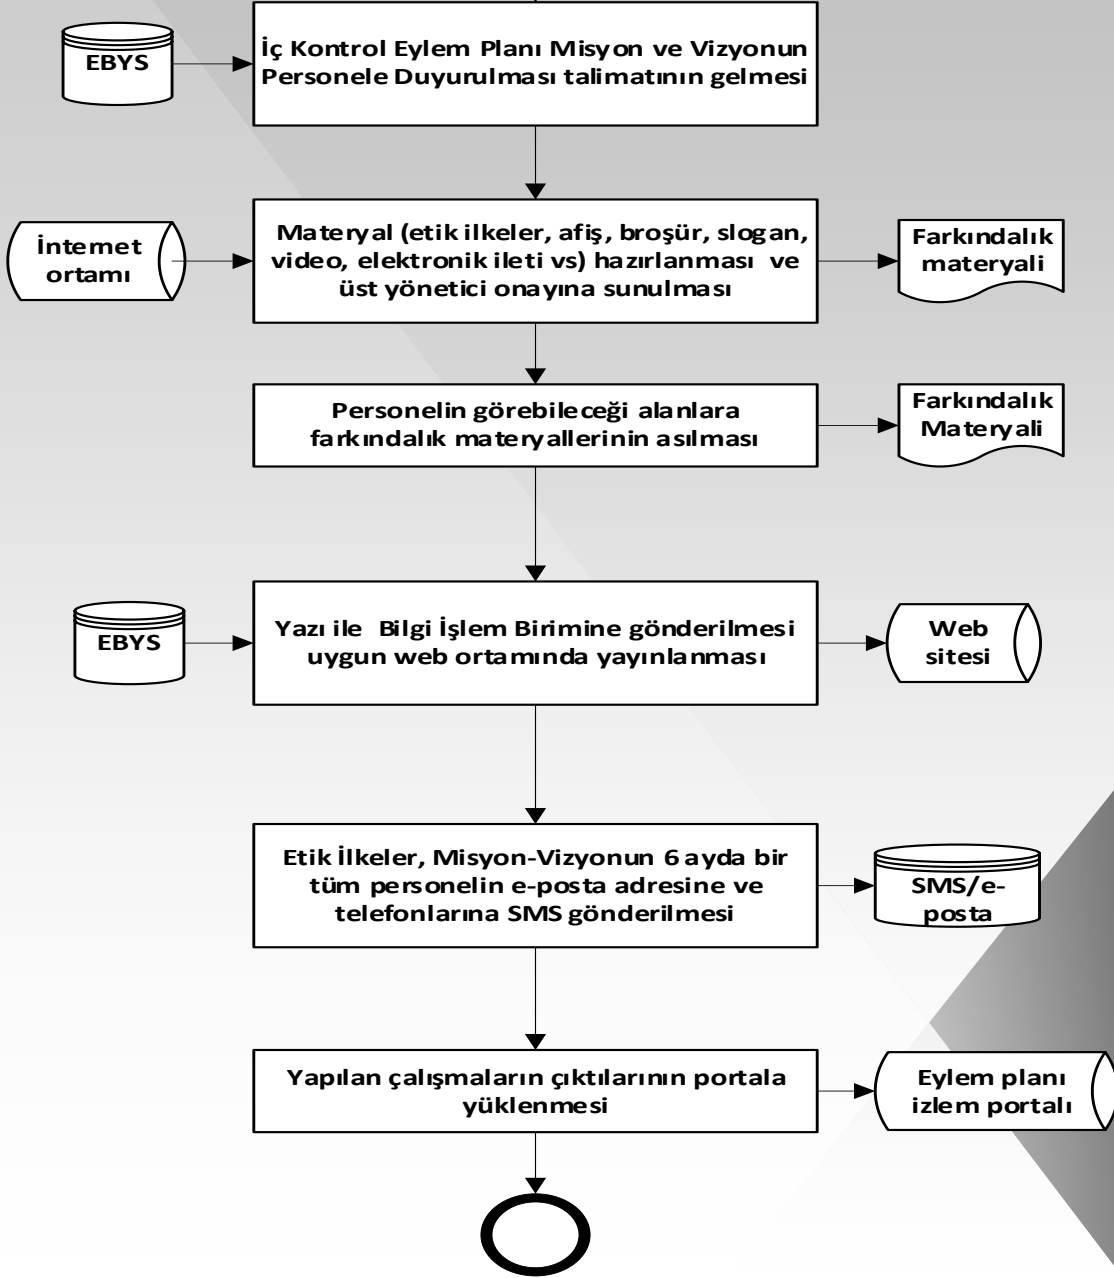 EBYS
İç Kontrol Eylem Planı Misyon ve Vizyonun
Personele Duyurulması talimatının gelmesi
İnternet
ortamı
Materyal (etik ilkeler, afiş, broşür, slogan,
video, elektronik ileti vs) hazırlanması ve
üst yönetici onayına sunulması
Farkındalık
materyali
Personelin görebileceği alanlara
farkındalık materyallerinin asılması
Farkındalık
Materyali
EBYS
Yazı ile Bilgi İşlem Birimine gönderilmesi
uygun web ortamında yayınlanması
Web
sitesi
Etik İlkeler, Misyon-Vizyonun 6 ayda bir
tüm personelin e-posta adresine ve
telefonlarına SMS gönderilmesi
SMS/e-
posta
Yapılan çalışmaların çıktılarının portala
yüklenmesi
Eylem planı
izlem portalı